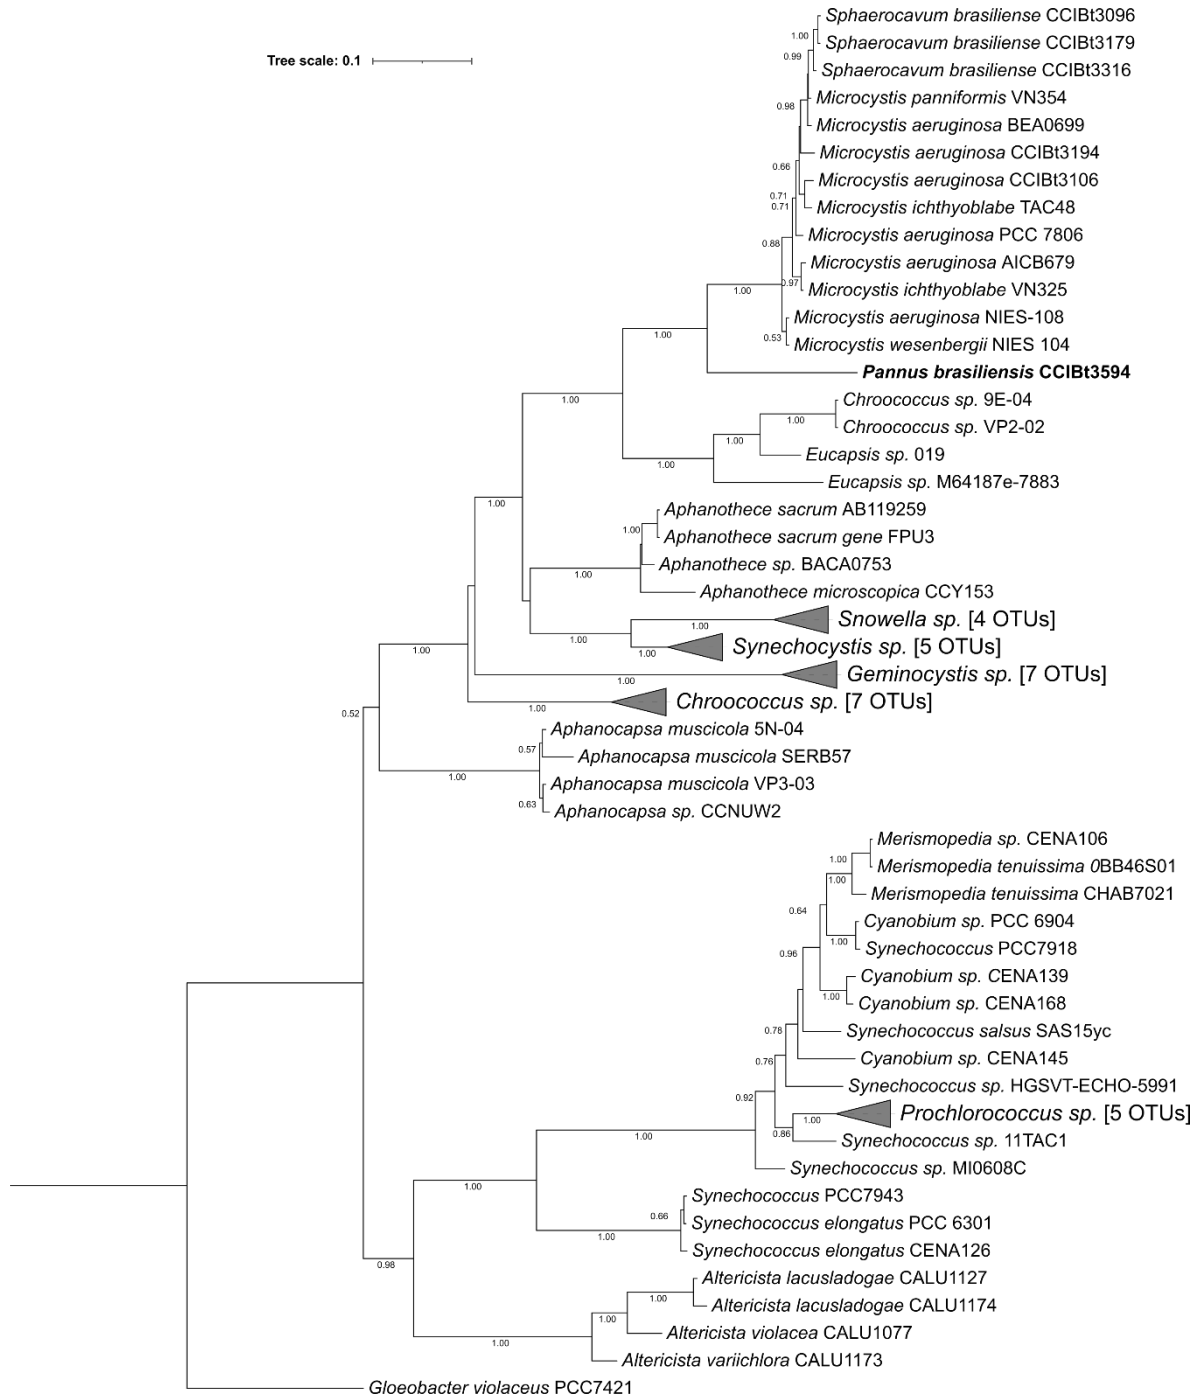 Tree scale: 0.1
Sphaerocavum brasiliense CCIBt3096
1.00
Sphaerocavum brasiliense CCIBt3179
0.99
Sphaerocavum brasiliense CCIBt3316
Microcystis panniformis VN354
0.98
Microcystis aeruginosa BEA0699
Microcystis aeruginosa CCIBt3194
0.66
Microcystis aeruginosa CCIBt3106
0.71
0.71
Microcystis ichthyoblabe TAC48
Microcystis aeruginosa PCC 7806
0.88
Microcystis aeruginosa AICB679
0.97
1.00
Microcystis ichthyoblabe VN325
Microcystis aeruginosa NIES-108
1.00
0.53
Microcystis wesenbergii NIES 104
Pannus brasiliensis CCIBt3594
1.00
Chroococcus sp. 9E-04
1.00
Chroococcus sp. VP2-02
1.00
Eucapsis sp. 019
1.00
Eucapsis sp. M64187e-7883
1.00
Aphanothece sacrum AB119259
1.00
Aphanothece sacrum gene FPU3
Aphanothece sp. BACA0753
1.00
Aphanothece microscopica CCY153
Snowella sp. [4 OTUs]
1.00
1.00
Synechocystis sp. [5 OTUs]
1.00
1.00
Geminocystis sp. [7 OTUs]
1.00
Chroococcus sp. [7 OTUs]
1.00
0.52
Aphanocapsa muscicola 5N-04
0.57
Aphanocapsa muscicola SERB57
1.00
Aphanocapsa muscicola VP3-03
0.63
Aphanocapsa sp. CCNUW2
Merismopedia sp. CENA106
1.00
Merismopedia tenuissima 0BB46S01
1.00
Merismopedia tenuissima CHAB7021
0.64
Cyanobium sp. PCC 6904
1.00
Synechococcus PCC7918
0.96
Cyanobium sp. CENA139
1.00
Cyanobium sp. CENA168
0.78
Synechococcus salsus SAS15yc
0.76
Cyanobium sp. CENA145
Synechococcus sp. HGSVT-ECHO-5991
0.92
Prochlorococcus sp. [5 OTUs]
1.00
0.86
1.00
Synechococcus sp. 11TAC1
Synechococcus sp. MI0608C
1.00
Synechococcus PCC7943
0.66
Synechococcus elongatus PCC 6301
1.00
Synechococcus elongatus CENA126
0.98
Altericista lacusladogae CALU1127
1.00
Altericista lacusladogae CALU1174
1.00
Altericista violacea CALU1077
1.00
Altericista variichlora CALU1173
Gloeobacter violaceus PCC7421